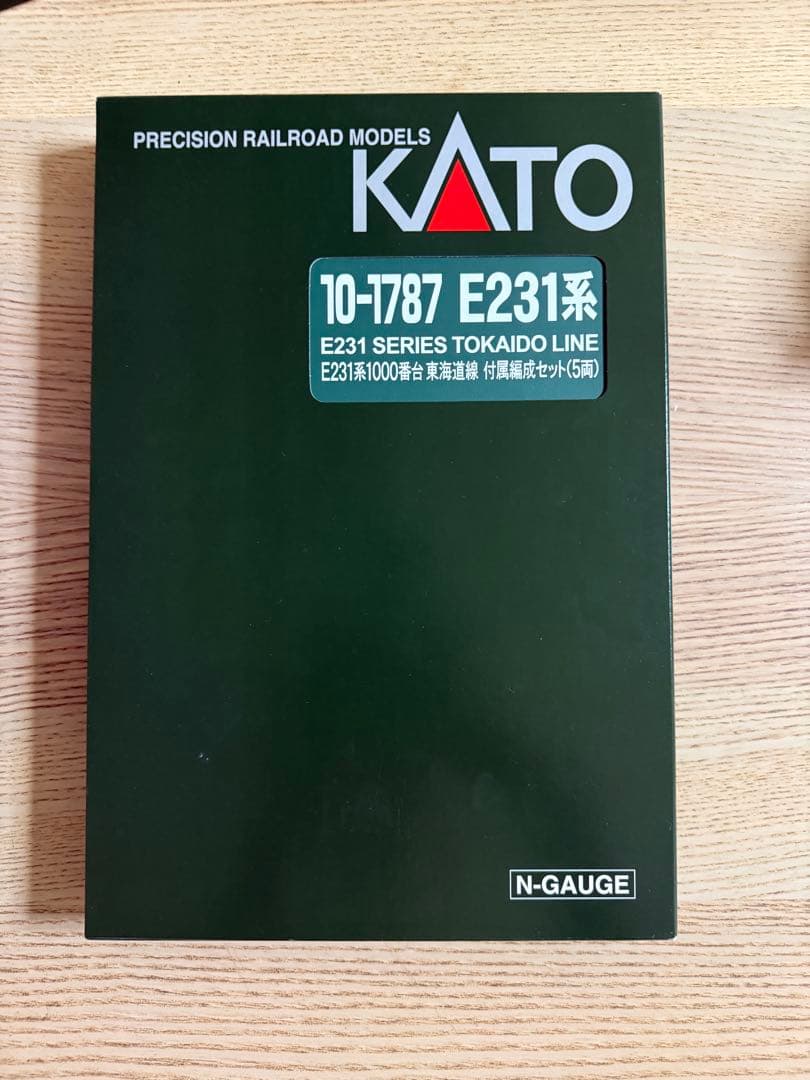 PRECISION RAILROAD MODELS
KATO
10-1787 E231系
E231 SERIES TOKAIDO LINE
E231系1000番台 東海道線 付属編成セット(5両)
N-GAUGE